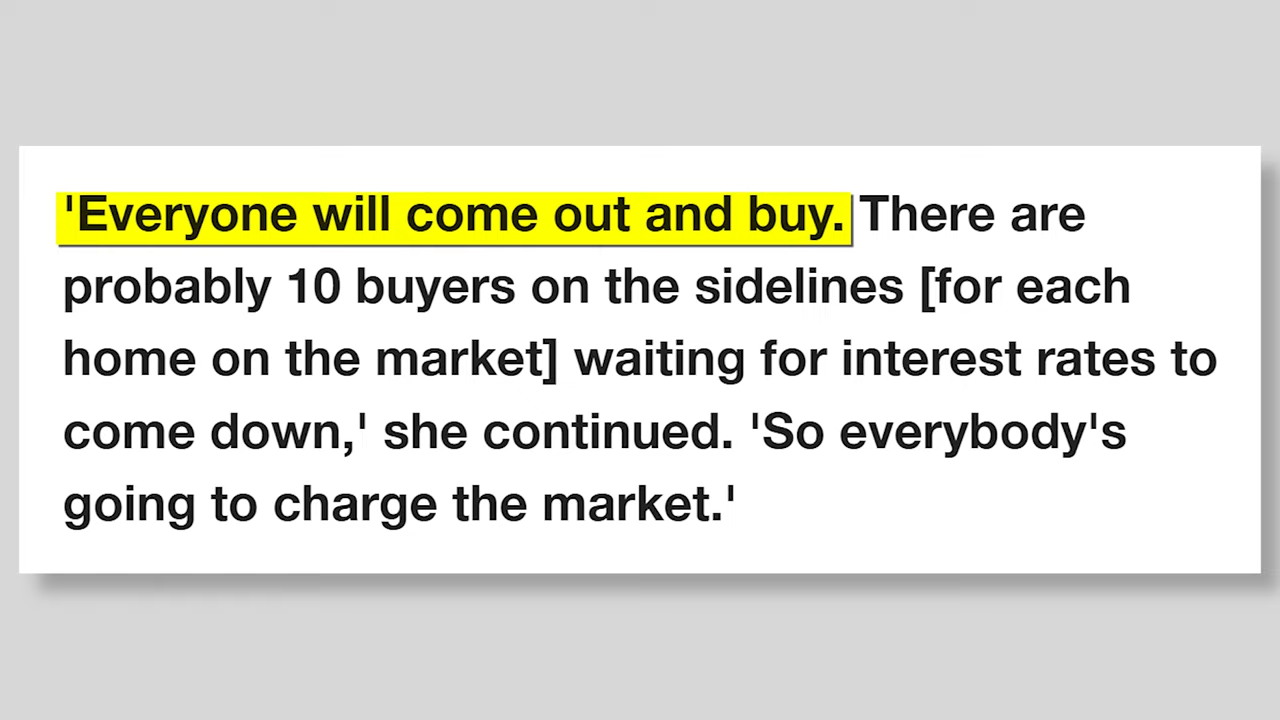 'Everyone will come out and buy. There are
probably 10 buyers on the sidelines [for each
home on the market] waiting for interest rates to
come down,' she continued. 'So everybody's
going to charge the market.'